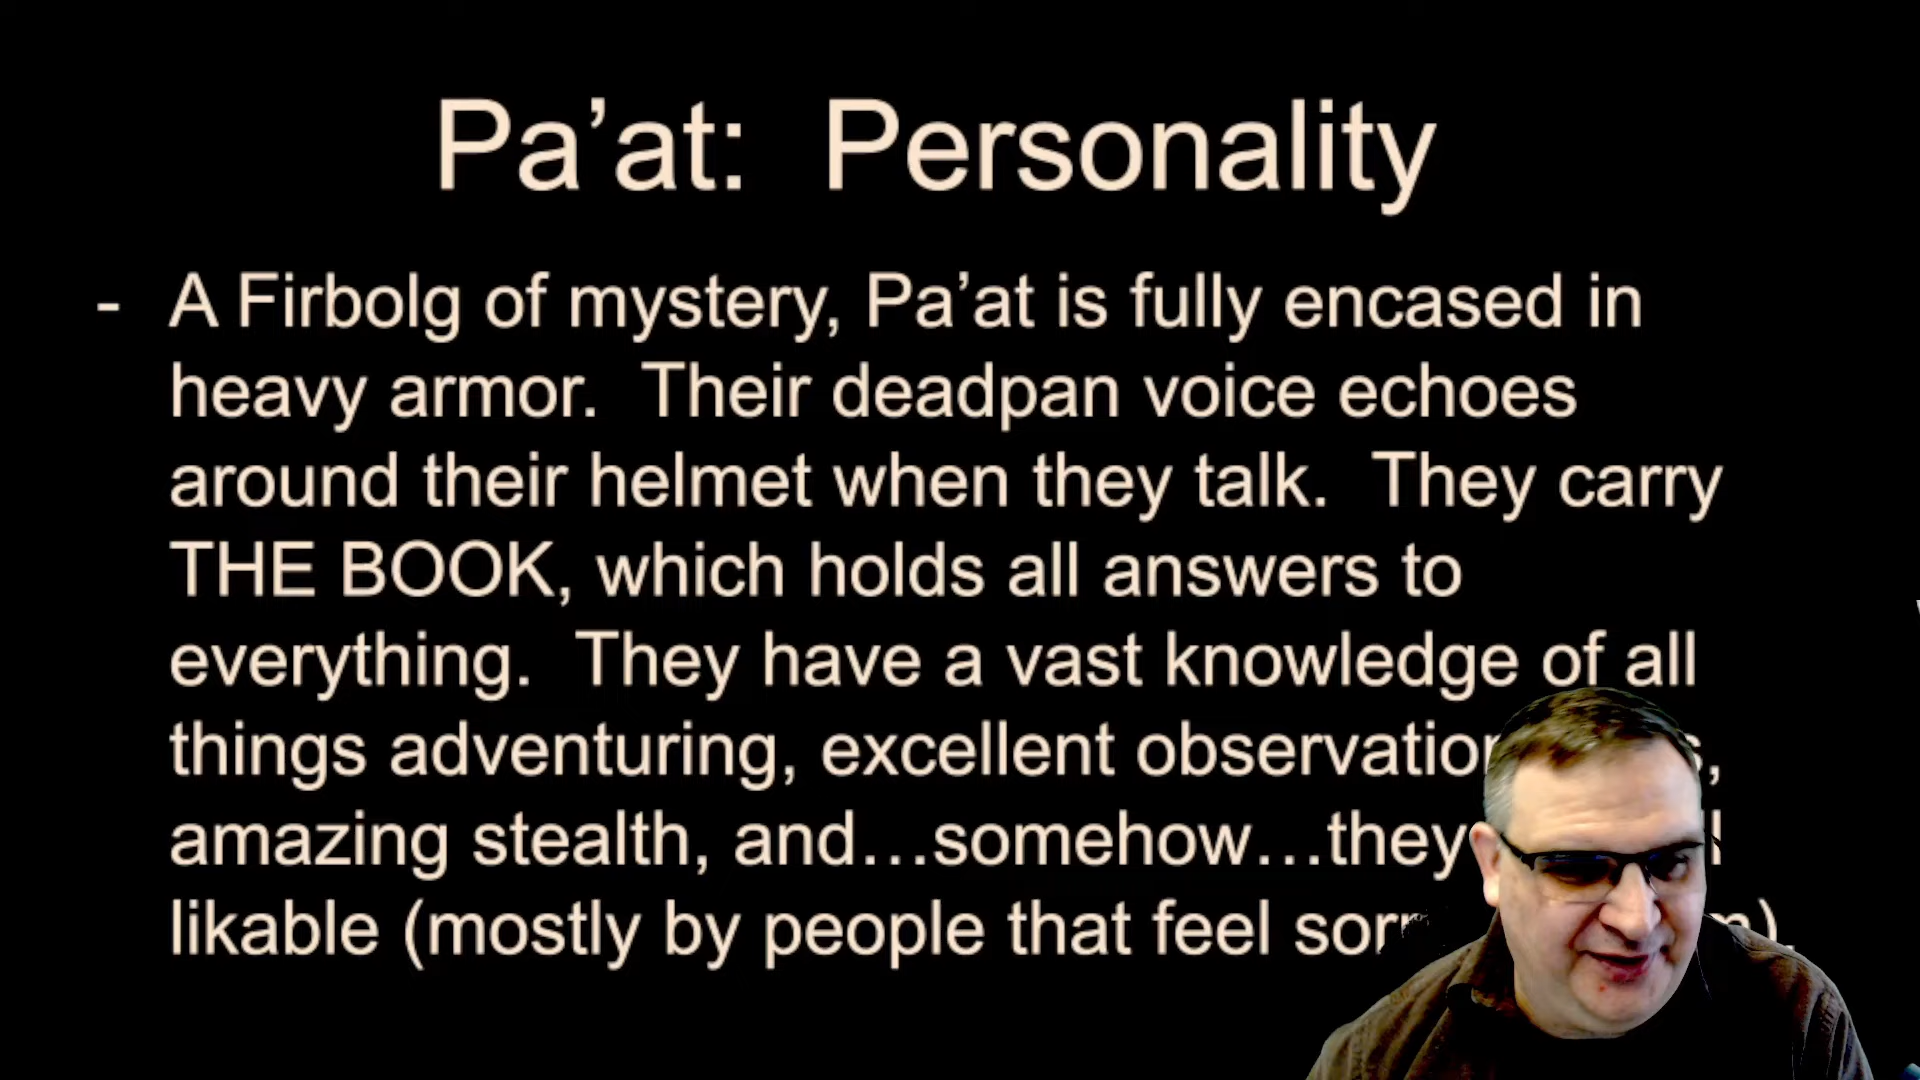 Pa’at:  Personality
- A Firbolg of mystery, Pa’at is fully encased in
heavy armor.  Their deadpan voice echoes
around their helmet when they talk.  They carry
THE BOOK, which holds all answers to
everything.  They have a vast knowledge of all
things adventuring, excellent
amazing stealth, and…somehow…they
likable (mostly by people that feel